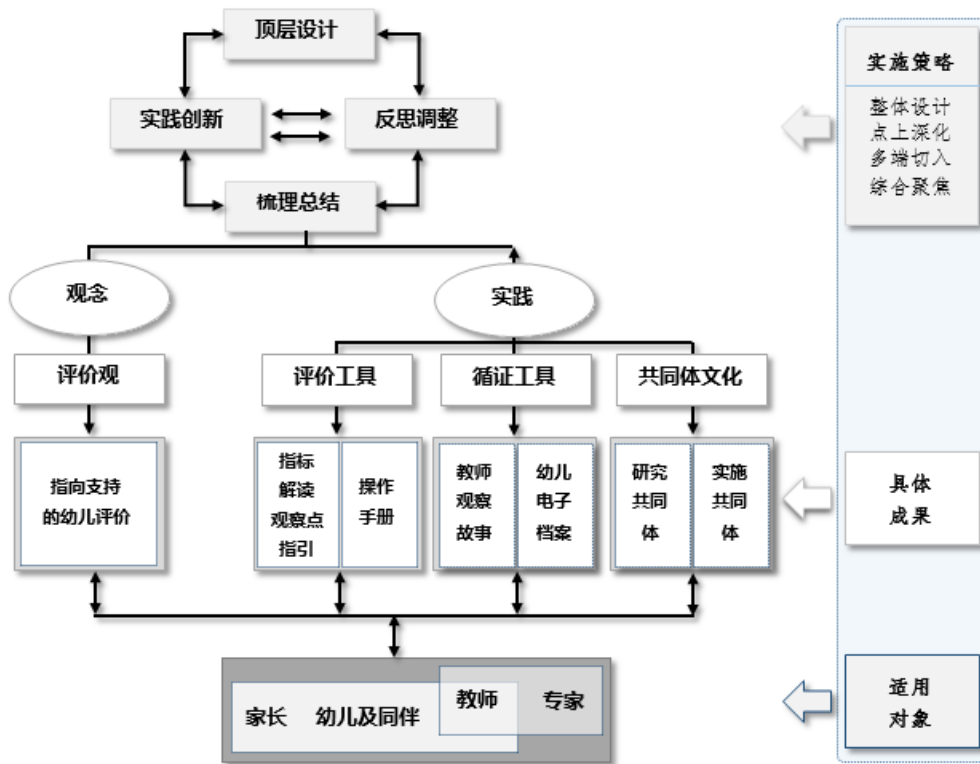 顶层设计
实践创新
反思调整
梳理总结
观念
实践
评价观
评价工具
循证工具
共同体文化
指向支持
的幼儿评价
指标
解读
观察点
指引
操作
手册
教师
观察
故事
幼儿
电子
档案
研究
共同
体
实施
共同
体
家长
幼儿及同伴
教师
专家
实施策略
整体设计
点上深化
多端切入
综合聚焦
具体
成果
适用
对象